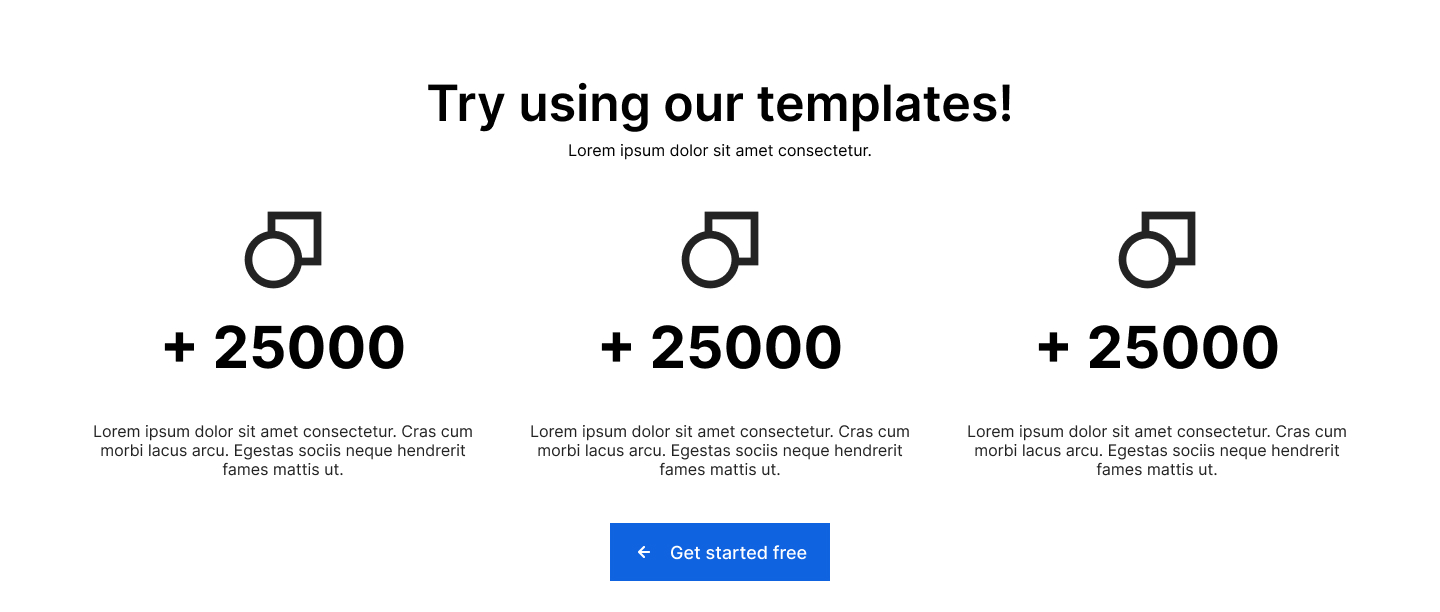 Try using our templates!
Lorem ipsum dolor sit amet consectetur.
+ 25000
Lorem ipsum dolor sit amet consectetur. Cras cum
morbi lacus arcu. Egestas sociis neque hendrerit
fames mattis ut.
+ 25000
Lorem ipsum dolor sit amet consectetur. Cras cum
morbi lacus arcu. Egestas sociis neque hendrerit
fames mattis ut.
+ 25000
Lorem ipsum dolor sit amet consectetur. Cras cum
morbi lacus arcu. Egestas sociis neque hendrerit
fames mattis ut.
Get started free